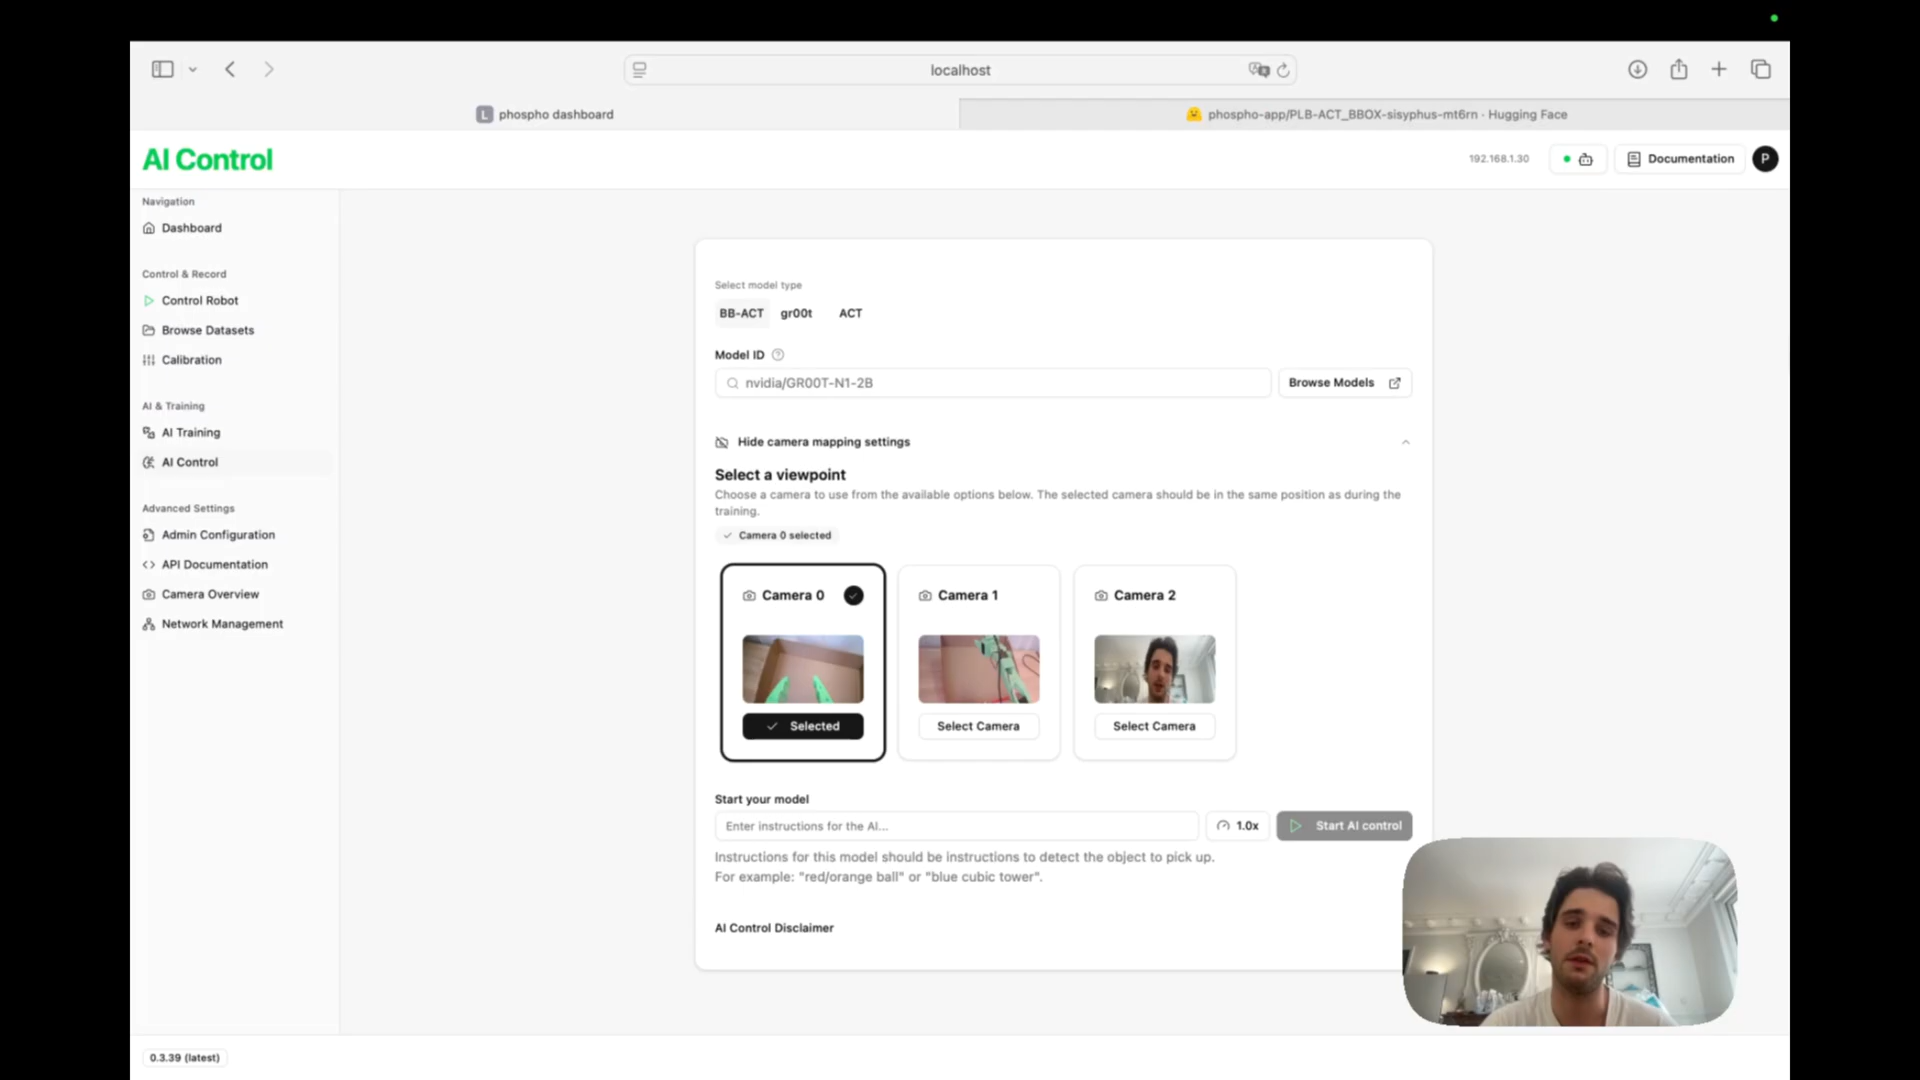 localhost
L phospho dashboard
phospho-app/PLB-ACT_BBOX-sisyphus-mt6rn · Hugging Face
AI Control
192.168.1.30
Documentation
P
Navigation
Dashboard
Control & Record
Control Robot
Browse Datasets
Calibration
AI & Training
AI Training
AI Control
Advanced Settings
Admin Configuration
API Documentation
Camera Overview
Network Management
0.3.39 (latest)
Select model type
BB-ACT gr00t ACT
Model ID
nvidia/GR00T-N1-2B
Browse Models
Hide camera mapping settings
Select a viewpoint
Choose a camera to use from the available options below. The selected camera should be in the same position as during the
training.
Camera 0 selected
Camera 0
Selected
Camera 1
Select Camera
Camera 2
Select Camera
Start your model
Enter instructions for the AI...
1.0x
Start AI control
Instructions for this model should be instructions to detect the object to pick up.
For example: "red/orange ball" or "blue cubic tower".
AI Control Disclaimer